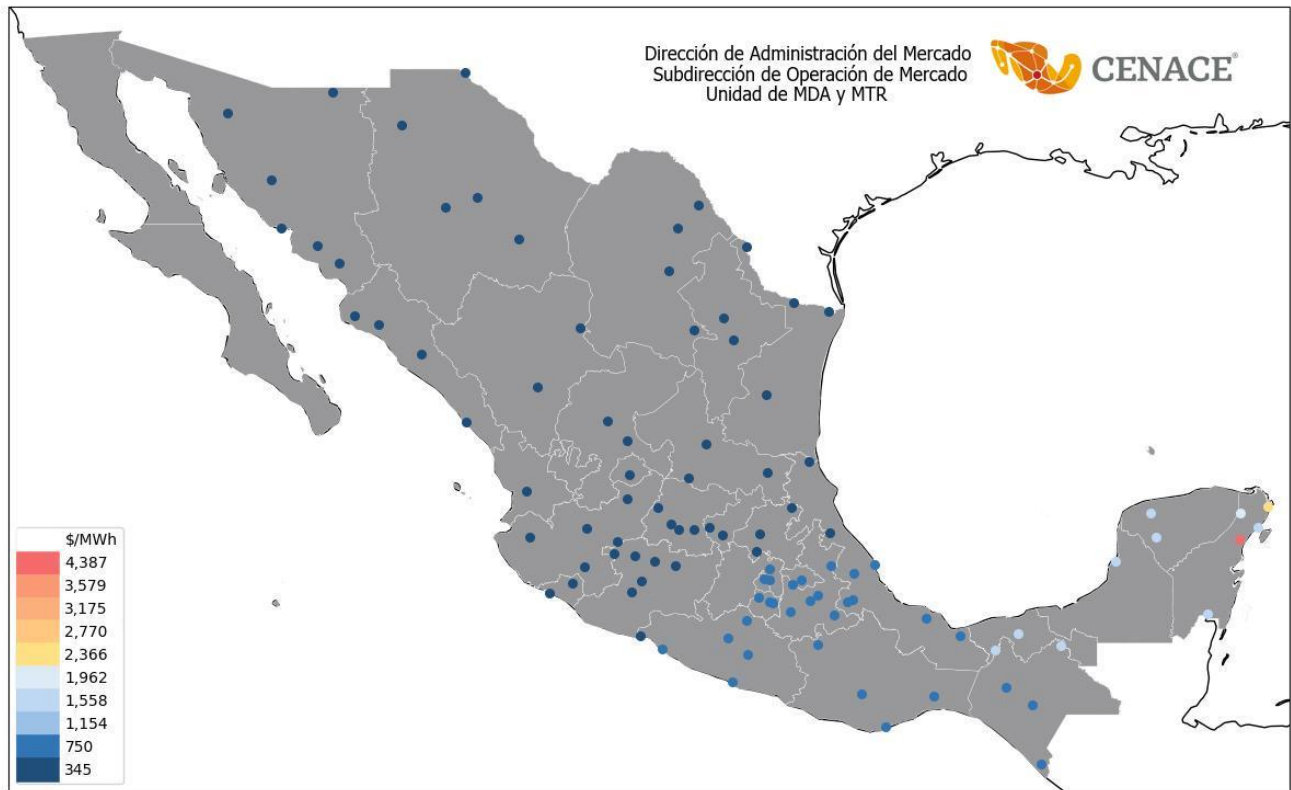 Dirección de Administración del Mercado
Subdirección de Operación de Mercado
Unidad de MDA y MTR
CENACE®
$/MWh
4,387
3,579
3,175
2,770
2,366
1,962
1,558
1,154
750
345